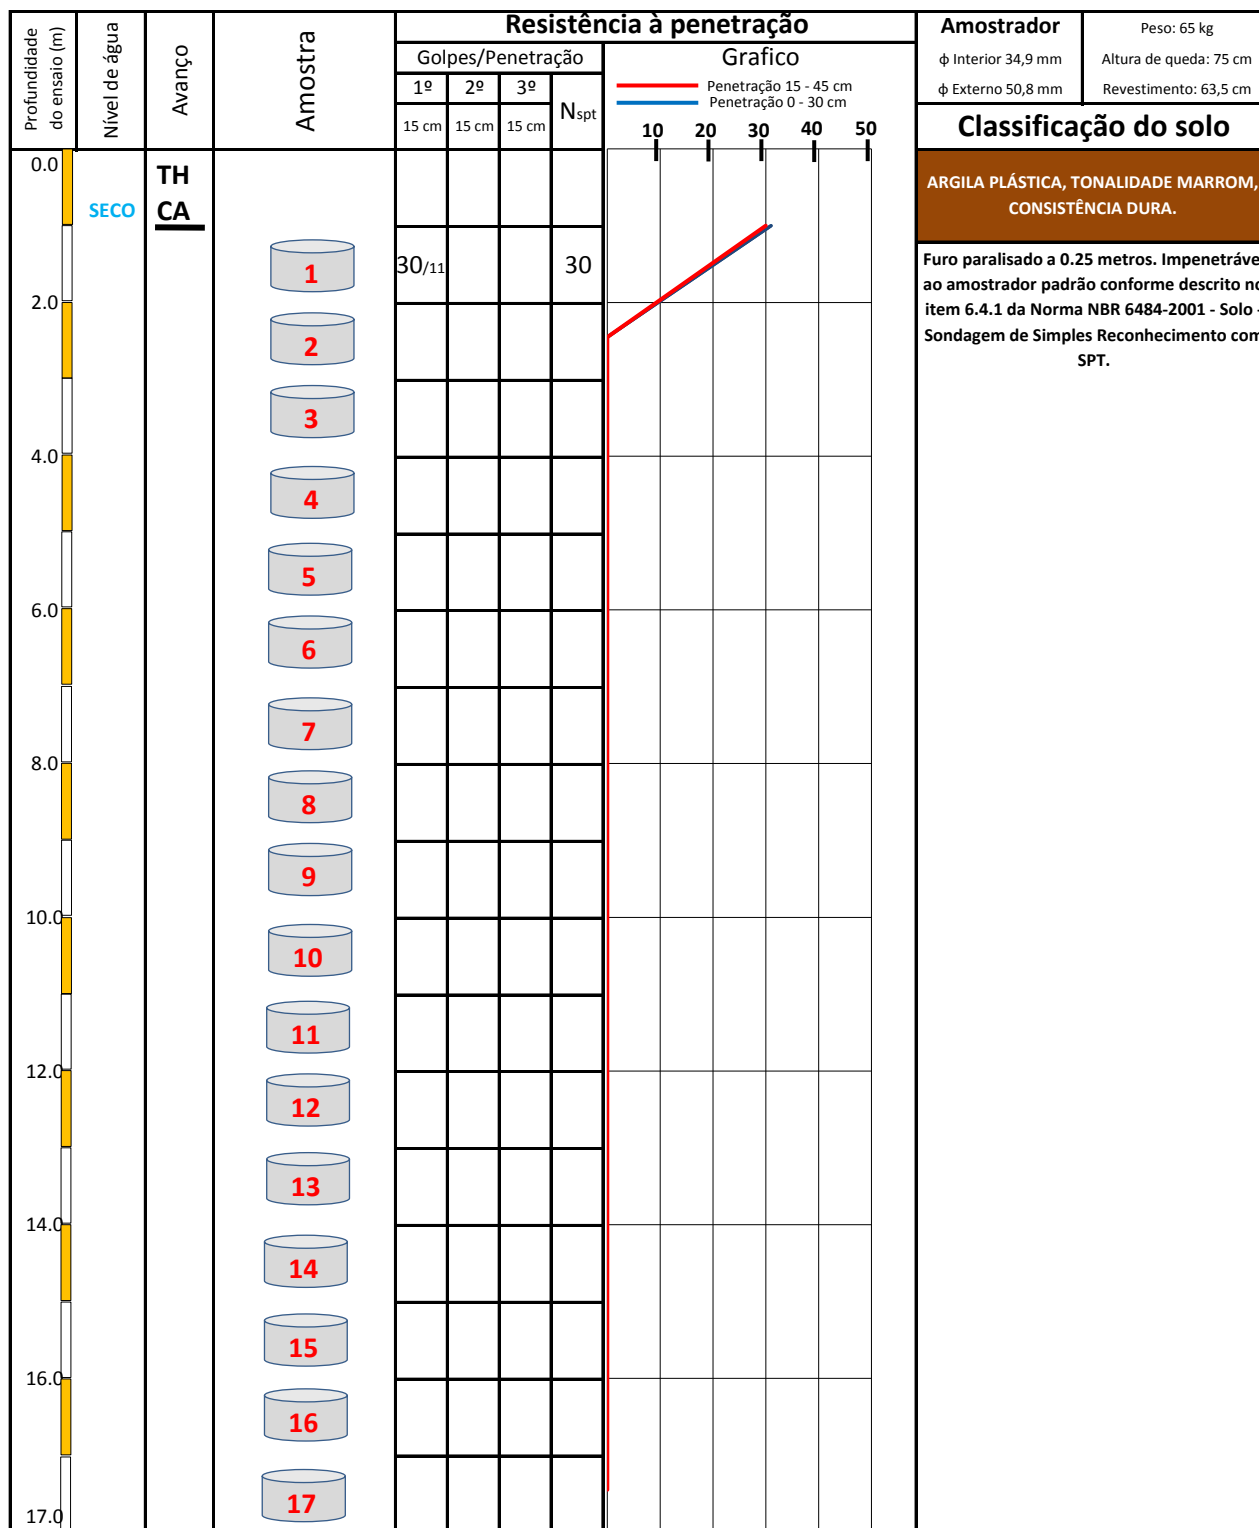 Profundidade
do ensaio (m)
Nível de água
Avanço
Amostra
Resistência à penetração
Golpes/Penetração
1º 2º 3º
Nspt
15 cm 15 cm 15 cm
Grafico
Penetração 15 - 45 cm
Penetração 0 - 30 cm
10 20 30 40 50
Amostrador
ϕ Interior 34,9 mm
ϕ Externo 50,8 mm
Peso: 65 kg
Altura de queda: 75 cm
Revestimento: 63,5 cm
Classificação do solo
0.0
SECO
TH
CA
ARGILA PLÁSTICA, TONALIDADE MARROM,
CONSISTÊNCIA DURA.
1
30/11
30
Furo paralisado a 0.25 metros. Impenetráve
ao amostrador padrão conforme descrito no
item 6.4.1 da Norma NBR 6484-2001 - Solo -
Sondagem de Simples Reconhecimento com
SPT.
2.0
2
3
4.0
4
5
6.0
6
7
8.0
8
9
10.0
10
11
12.0
12
13
14.0
14
15
16.0
16
17
17.0